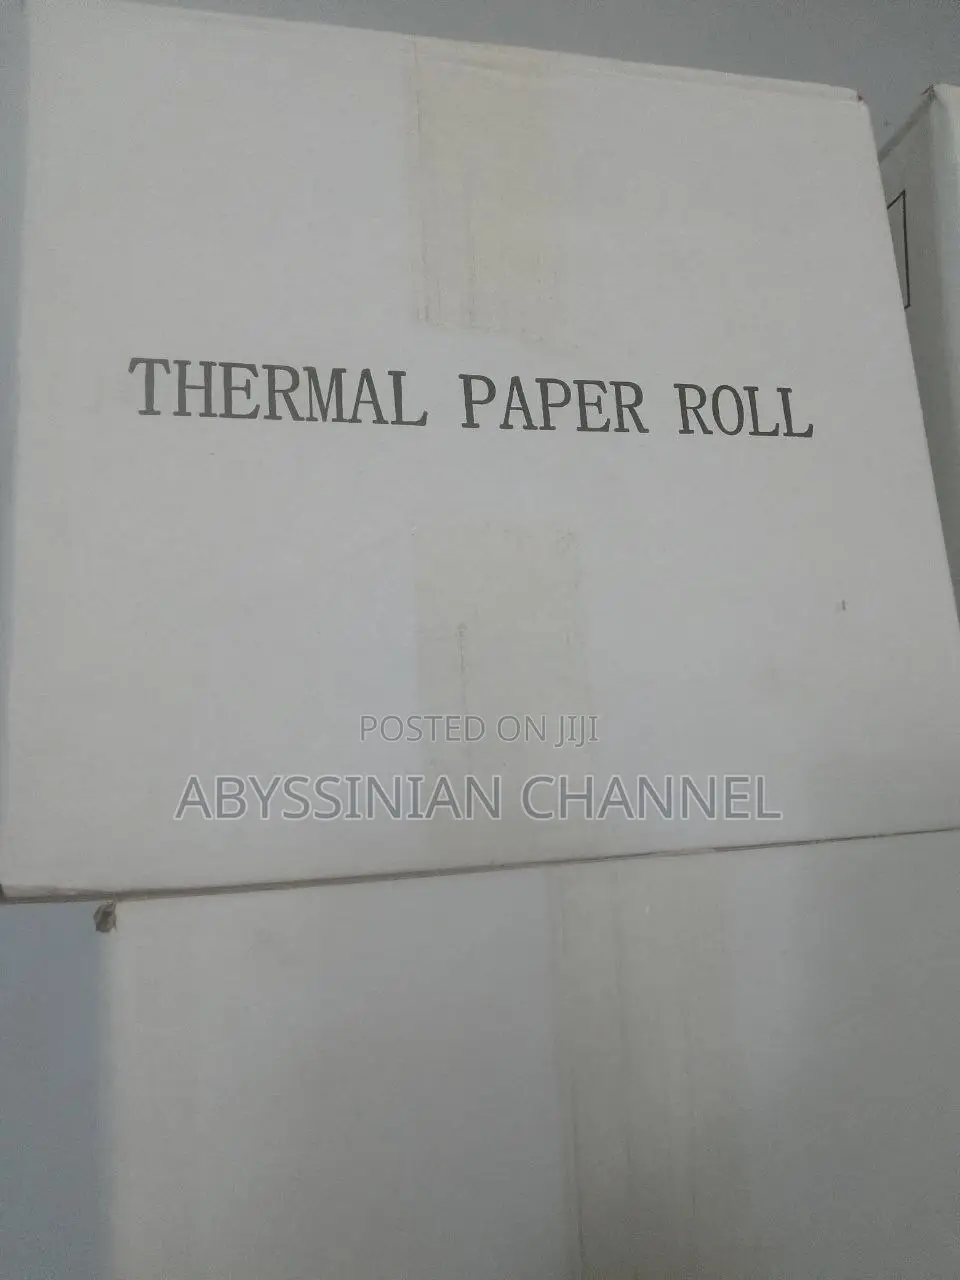 THERMAL PAPER ROLL
POSTED ON JIJI
ABYSSINIAN CHANNEL